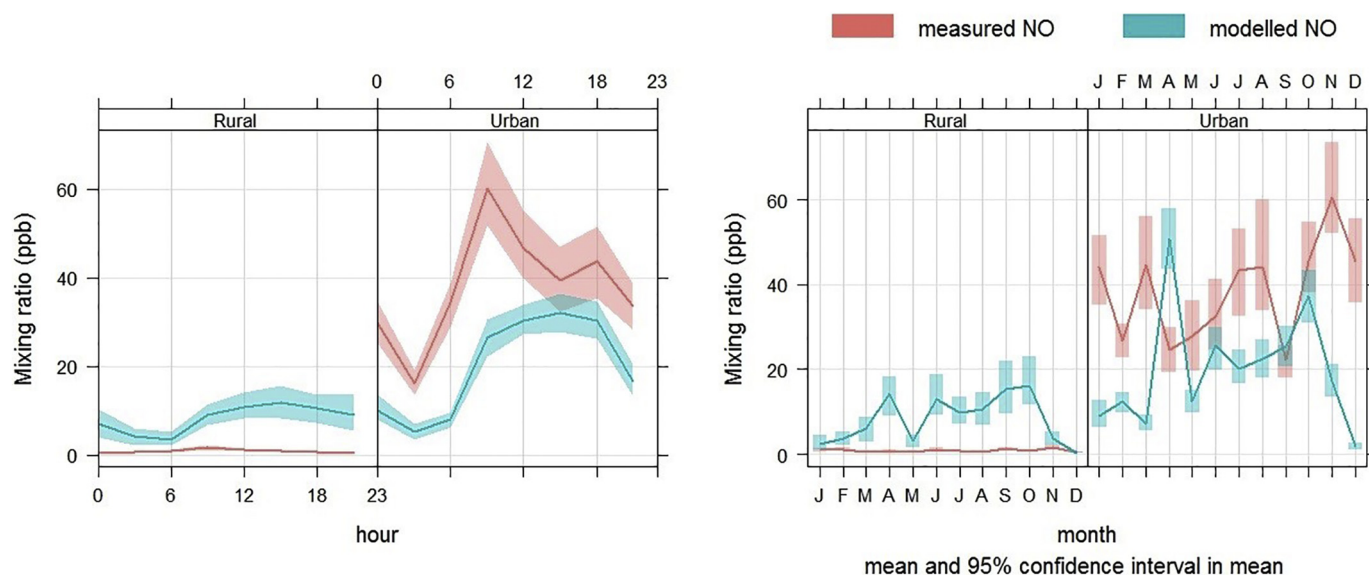 measured NO modelled NO
0 6 12 18 23
Rural Urban
Mixing ratio (ppb)
60
40
20
0
0 6 12 18 23
hour
J F M A M J J A S O N D
Rural Urban
Mixing ratio (ppb)
60
40
20
0
J F M A M J J A S O N D
month
mean and 95% confidence interval in mean